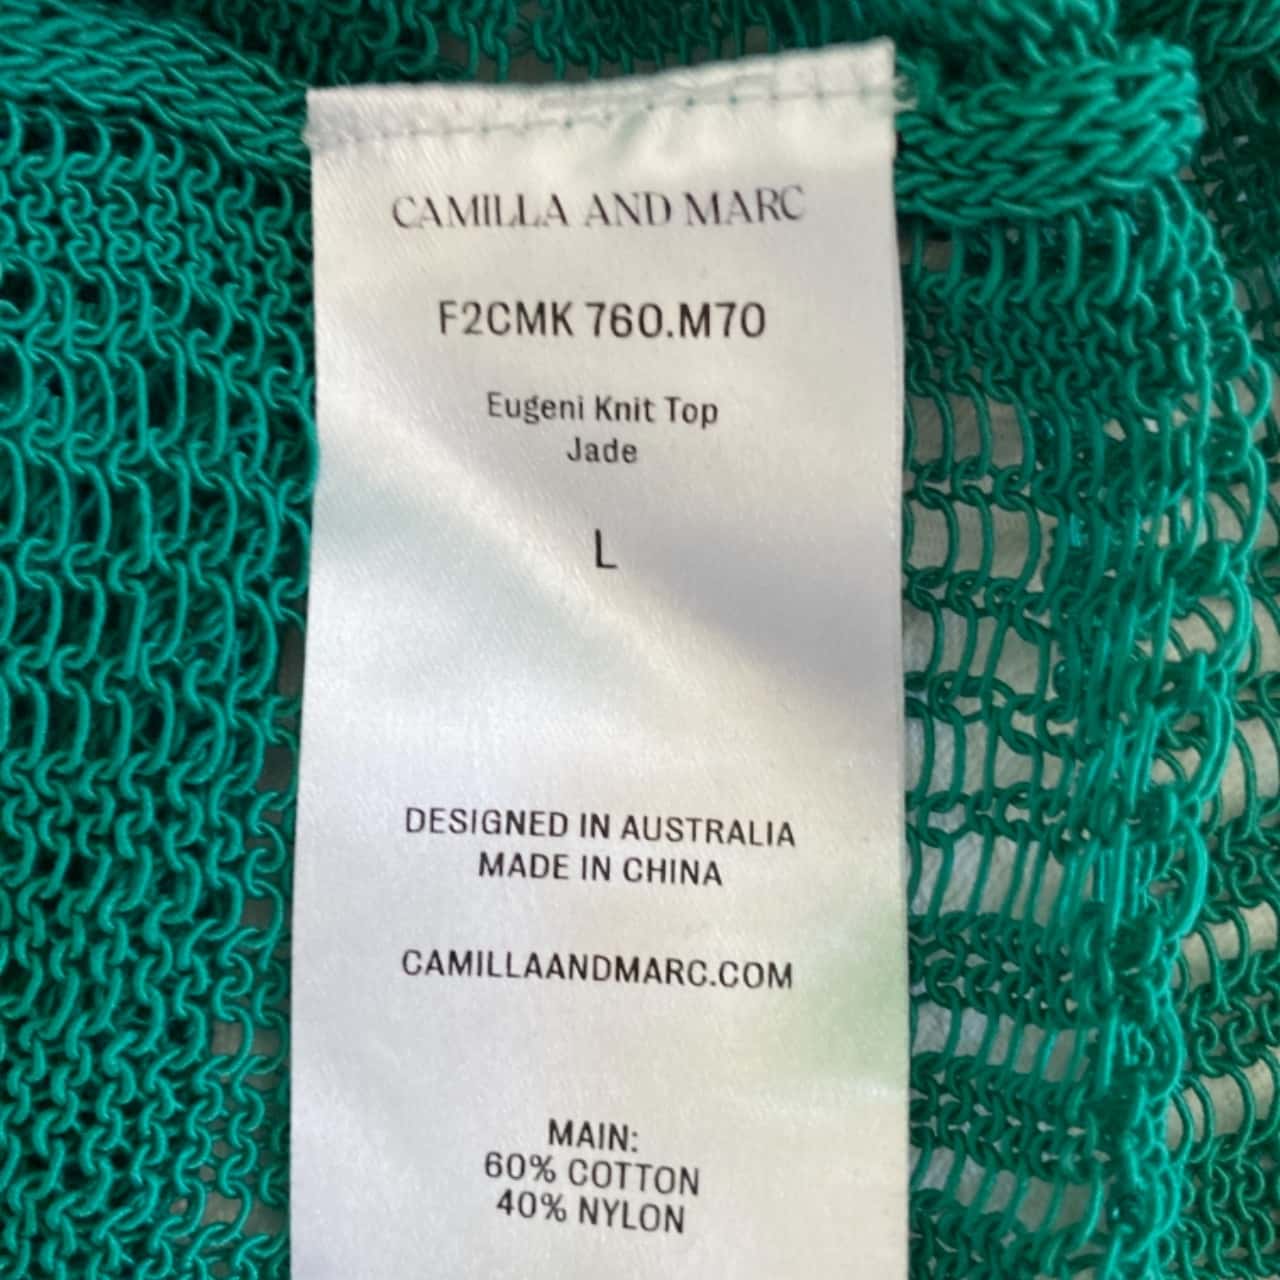 CAMILLA AND MARC
F2CMK 760.M70
Eugeni Knit Top
Jade
L
DESIGNED IN AUSTRALIA
MADE IN CHINA
CAMILLAANDMARC.COM
MAIN:
60% COTTON
40% NYLON